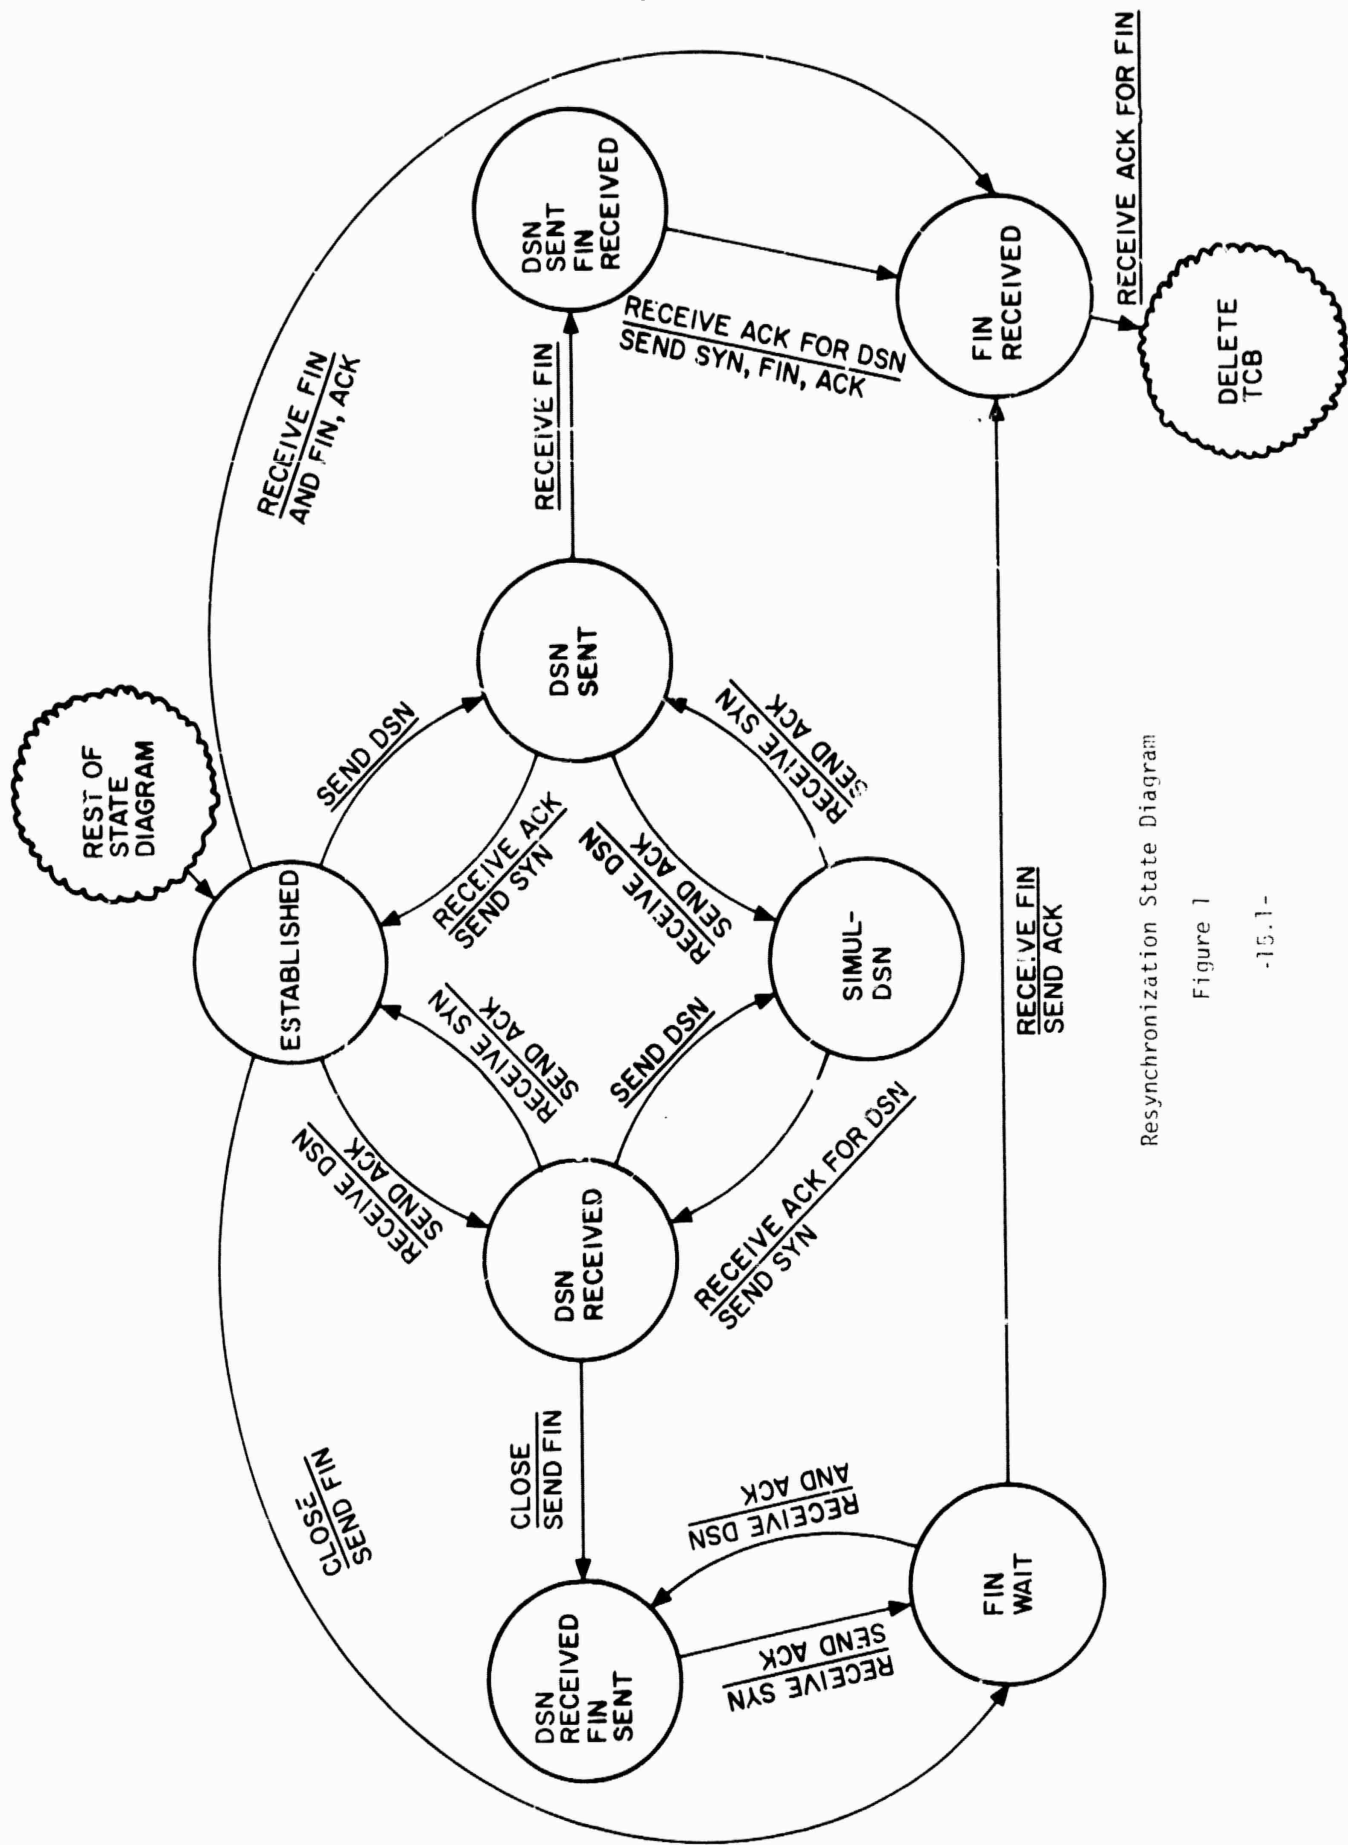 REST OF
STATE
DIAGRAM
ESTABLISHED
CLOSE
SEND FIN
RECEIVE FIN
AND FIN, ACK
RECEIVE DSN
SEND ACK
RECEIVE SYN
SEND ACK
RECEIVE ACK
SEND SYN
SEND DSN
DSN
RECEIVED
FIN
SENT
CLOSE
SEND FIN
DSN
RECEIVED
DSN
SENT
RECEIVE FIN
DSN
SENT
FIN
RECEIVED
RECEIVE SYN
SEND ACK
RECEIVE DSN
AND ACK
RECEIVE ACK FOR DSN
SEND SYN
SEND DSN
RECEIVE DSN
SEND ACK
RECEIVE SYN
SEND ACK
RECEIVE ACK FOR DSN
SEND SYN, FIN, ACK
SIMUL-
DSN
FIN
WAIT
RECEIVE FIN
SEND ACK
FIN
RECEIVED
RECEIVE ACK FOR FIN
DELETE
TCB
Resynchronization State Diagram
Figure 1